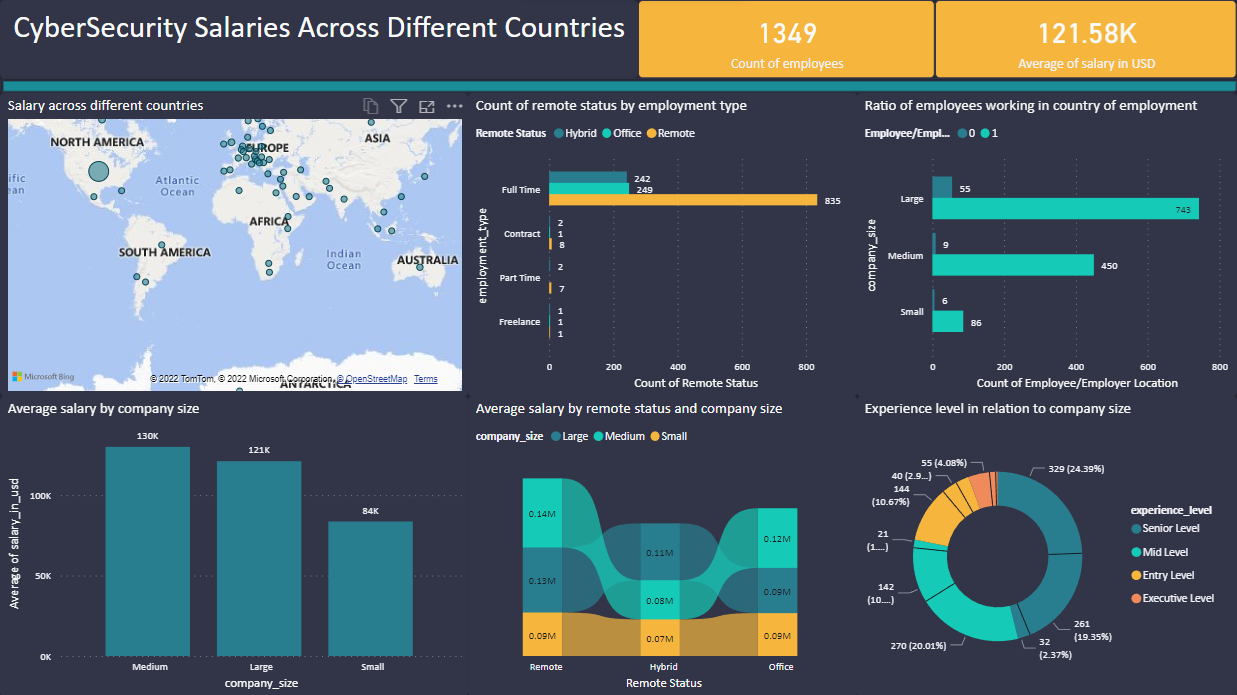 CyberSecurity Salaries Across Different Countries
1349
Count of employees
121.58K
Average of salary in USD
Salary across different countries
NORTH AMERICA
EUROPE
ASIA
Atlantic
Ocean
AFRICA
SOUTH AMERICA
Indian
Ocean
AUSTRALIA
ANTARCTICA
Microsoft Bing
© 2022 TomTom, © 2022 Microsoft Corporation, © OpenStreetMap Terms
Count of remote status by employment type
Remote Status Hybrid Office Remote
employment_type
Full Time
242
249
835
Contract
2
1
8
Part Time
2
7
Freelance
1
1
1
0 200 400 600 800
Count of Remote Status
Ratio of employees working in country of employment
Employee/Empl... 0 1
company_size
Large
55
743
Medium
9
450
Small
6
86
0 200 400 600 800
Count of Employee/Employer Location
Average salary by company size
Average of salary_in_usd
100K
50K
0K
130K
121K
84K
Medium Large Small
company_size
Average salary by remote status and company size
company_size Large Medium Small
0.14M
0.13M
0.09M
0.11M
0.08M
0.07M
0.12M
0.09M
0.09M
Remote Hybrid Office
Remote Status
Experience level in relation to company size
329 (24.39%)
261
(19.35%)
32
(2.37%)
270 (20.01%)
142
(10....)
21
(1....)
144
(10.67%)
40 (2.9...)
55 (4.08%)
experience_level
Senior Level
Mid Level
Entry Level
Executive Level